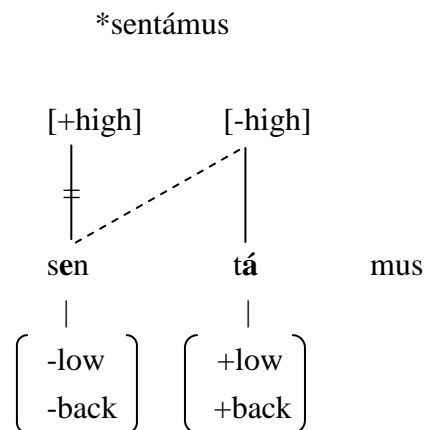 *sentámus
[+high] [-high]
sen tá mus
-low +low
-back +back